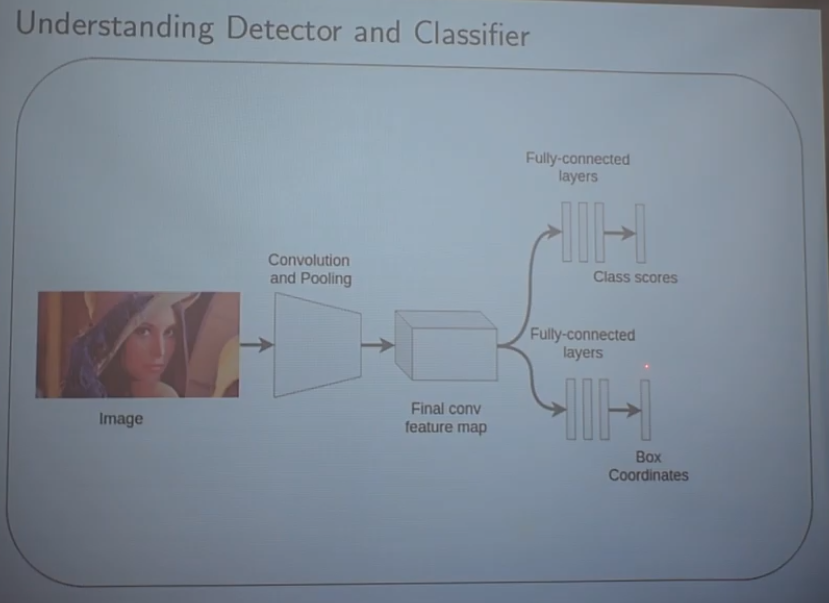 Understanding Detector and Classifier
Fully-connected
layers
Convolution
and Pooling
Class scores
Fully-connected
layers
Image
Final conv
feature map
Box
Coordinates